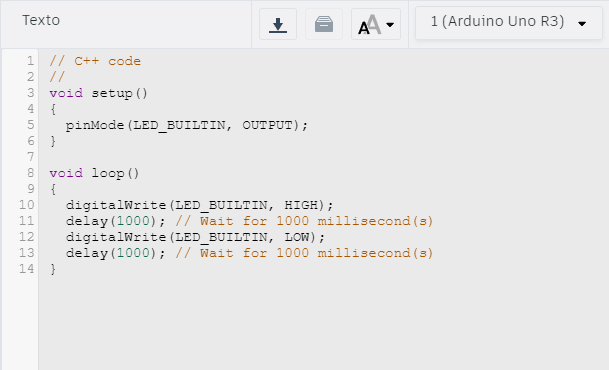 Texto
AA
1 (Arduino Uno R3)
1 // C++ code
2 //
3 void setup()
4 {
5   pinMode(LED_BUILTIN, OUTPUT);
6 }
7
8 void loop()
9 {
10   digitalWrite(LED_BUILTIN, HIGH);
11   delay(1000); // Wait for 1000 millisecond(s)
12   digitalWrite(LED_BUILTIN, LOW);
13   delay(1000); // Wait for 1000 millisecond(s)
14 }